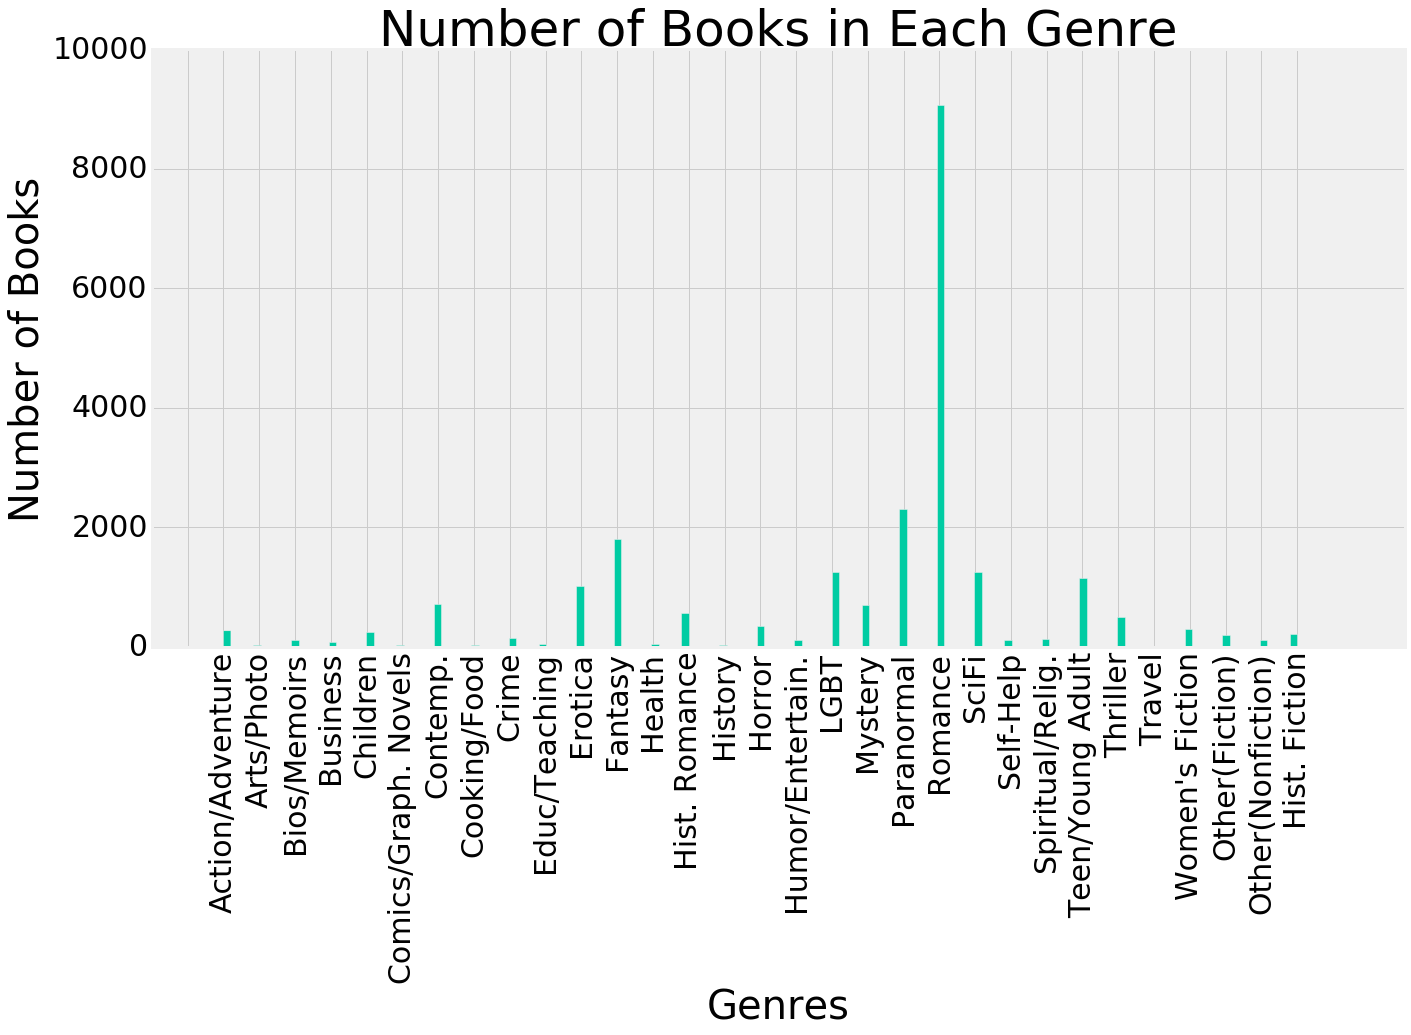 Number of Books in Each Genre
10000
8000
6000
4000
2000
0
Number of Books
Action/Adventure
Arts/Photo
Bios/Memoirs
Business
Children
Comics/Graph. Novels
Contemp.
Cooking/Food
Crime
Educ/Teaching
Erotica
Fantasy
Health
Hist. Romance
History
Horror
Humor/Entertain.
LGBT
Mystery
Paranormal
Romance
SciFi
Self-Help
Spiritual/Relig.
Teen/Young Adult
Thriller
Travel
Women's Fiction
Other(Fiction)
Other(Nonfiction)
Hist. Fiction
Genres